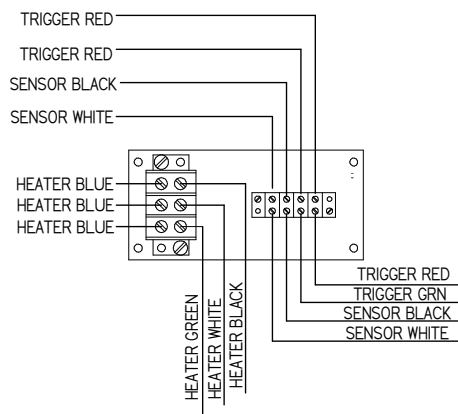 TRIGGER RED
TRIGGER RED
SENSOR BLACK
SENSOR WHITE
HEATER BLUE
HEATER BLUE
HEATER BLUE
TRIGGER RED
TRIGGER GRN
SENSOR BLACK
SENSOR WHITE
HEATER GREEN
HEATER WHITE
HEATER BLACK